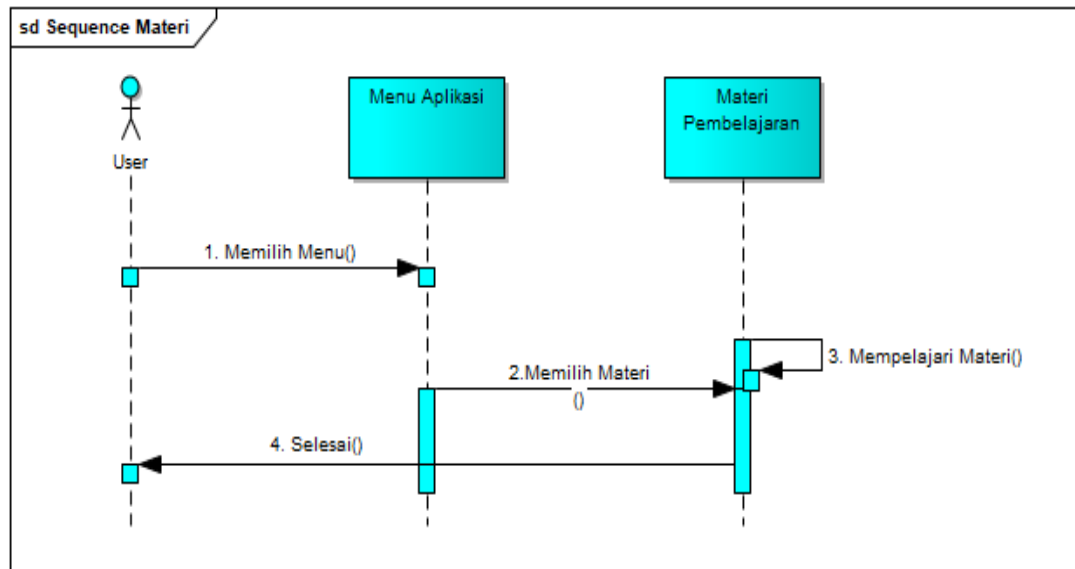 sd Sequence Materi
User
Menu Aplikasi
Materi
Pembelajaran
1. Memilih Menu()
3. Mempelajari Materi()
2.Memilih Materi
()
4. Selesai()